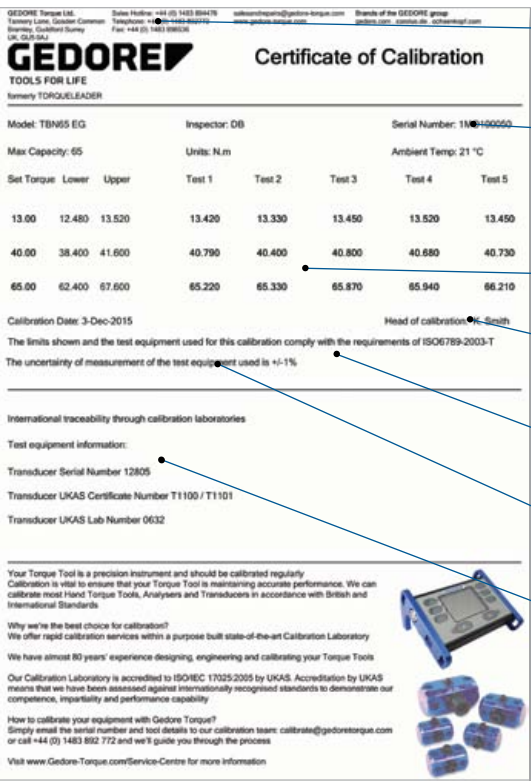 GEDORE Torque Ltd. Sales Hotline: +44 (0) 1483 894476 salesandrepairs@gedore-torque.com Brands of the GEDORE group
Tannery Lane, Gosden Common Telephone: 1483 892772 www.gedore-torque.com gedore.com
Bramley, Guildford Surrey Fax: +44 (0) 1483 898536
UK, GU5 0AJ
GEDORE
TOOLS FOR LIFE
formerly TORQUELEADER
Certificate of Calibration
Model: TBN65 EG Inspector: DB Serial Number:
Max Capacity: 65 Units: N.m Ambient Temp: 21 °C
Set Torque Lower Upper Test 1 Test 2 Test 3 Test 4 Test 5
13.00 12.480 13.520 13.420 13.330 13.450 13.520 13.450
40.00 38.400 41.600 40.790 40.400 40.800 40.680 40.730
65.00 62.400 67.600 65.220 65.330 65.870 65.940 66.210
Calibration Date: 3-Dec-2015 Head of calibration: K. Smith
The limits shown and the test equipment used for this calibration comply with the requirements of ISO6789-2003-T
The uncertainty of measurement of the test equipment used is +/-1%
International traceability through calibration laboratories
Test equipment information:
Transducer Serial Number 12805
Transducer UKAS Certificate Number T1100 / T1101
Transducer UKAS Lab Number 0632
Your Torque Tool is a precision instrument and should be calibrated regularly
Calibration is vital to ensure that your Torque Tool is maintaining accurate performance. We can
calibrate most Hand Torque Tools, Analysers and Transducers in accordance with British and
International Standards
Why we're the best choice for calibration?
We offer rapid calibration services within a purpose built state-of-the-art Calibration Laboratory
We have almost 80 years' experience designing, engineering and calibrating your Torque Tools
Our Calibration Laboratory is accredited to ISO/IEC 17025:2005 by UKAS. Accreditation by UKAS
means that we have been assessed against internationally recognised standards to demonstrate our
competence, impartiality and performance capability
How to calibrate your equipment with Gedore Torque?
Simply email the serial number and tool details to our calibration team: calibrate@gedoretorque.com
or call +44 (0) 1483 892 772 and we'll guide you through the process
Visit www.Gedore-Torque.com/Service-Centre for more information